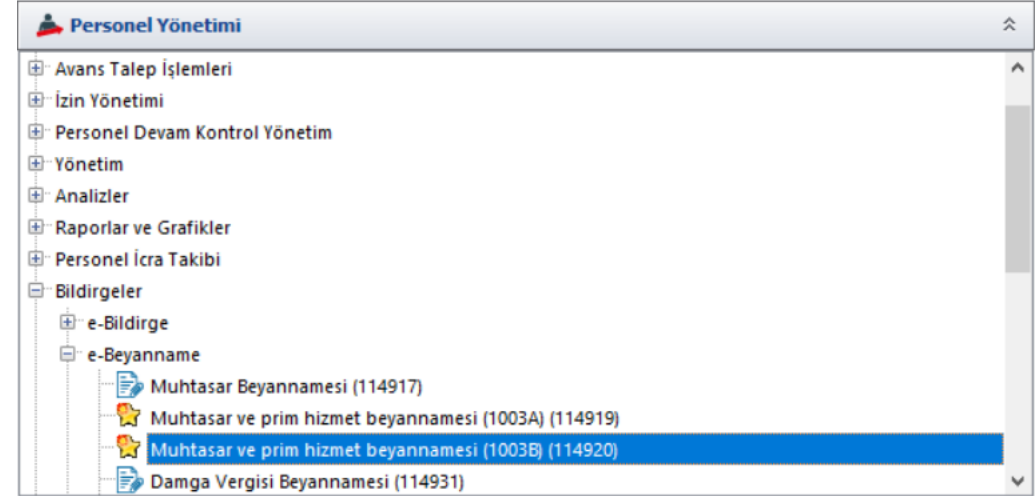 Personel Yönetimi
Avans Talep İşlemleri
İzin Yönetimi
Personel Devam Kontrol Yönetim
Yönetim
Analizler
Raporlar ve Grafikler
Personel İcra Takibi
Bildirgeler
e-Bildirge
e-Beyanname
Muhtasar Beyannamesi (114917)
Muhtasar ve prim hizmet beyannamesi (1003A) (114919)
Muhtasar ve prim hizmet beyannamesi (1003B) (114920)
Damga Vergisi Beyannamesi (114931)